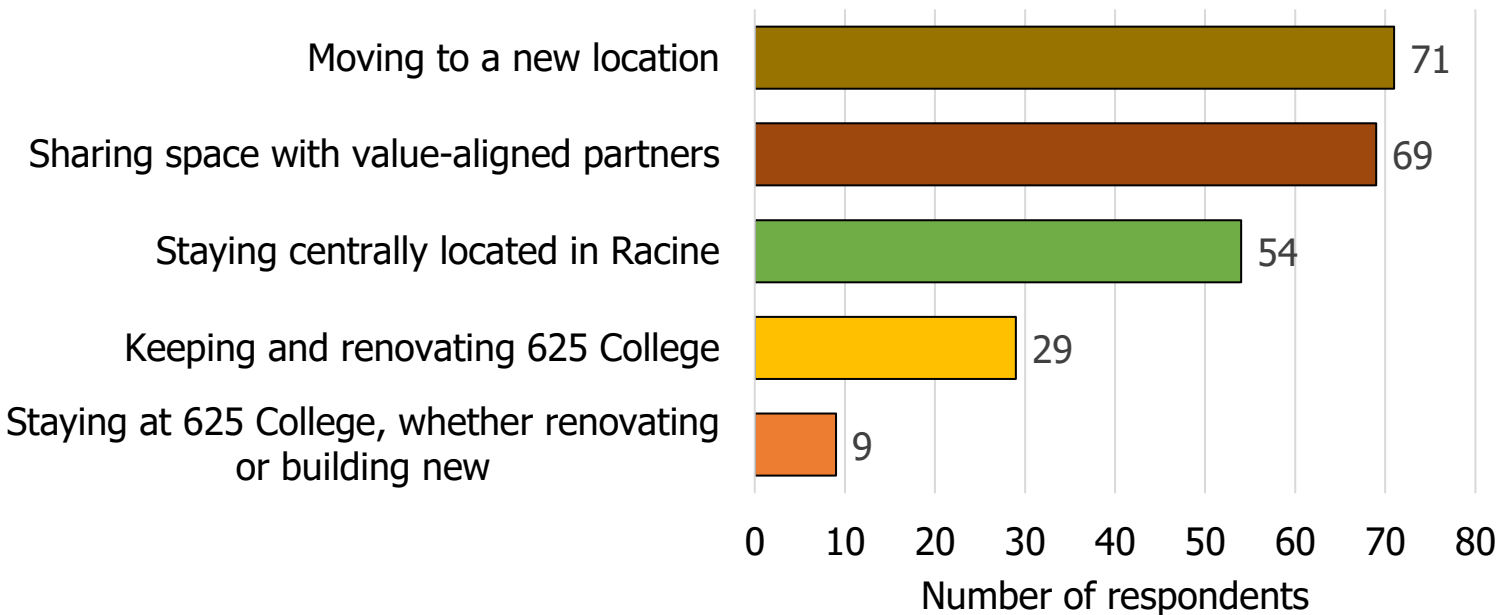 Moving to a new location
71
Sharing space with value-aligned partners
69
Staying centrally located in Racine
54
Keeping and renovating 625 College
29
Staying at 625 College, whether renovating
or building new
9
0 10 20 30 40 50 60 70 80
Number of respondents